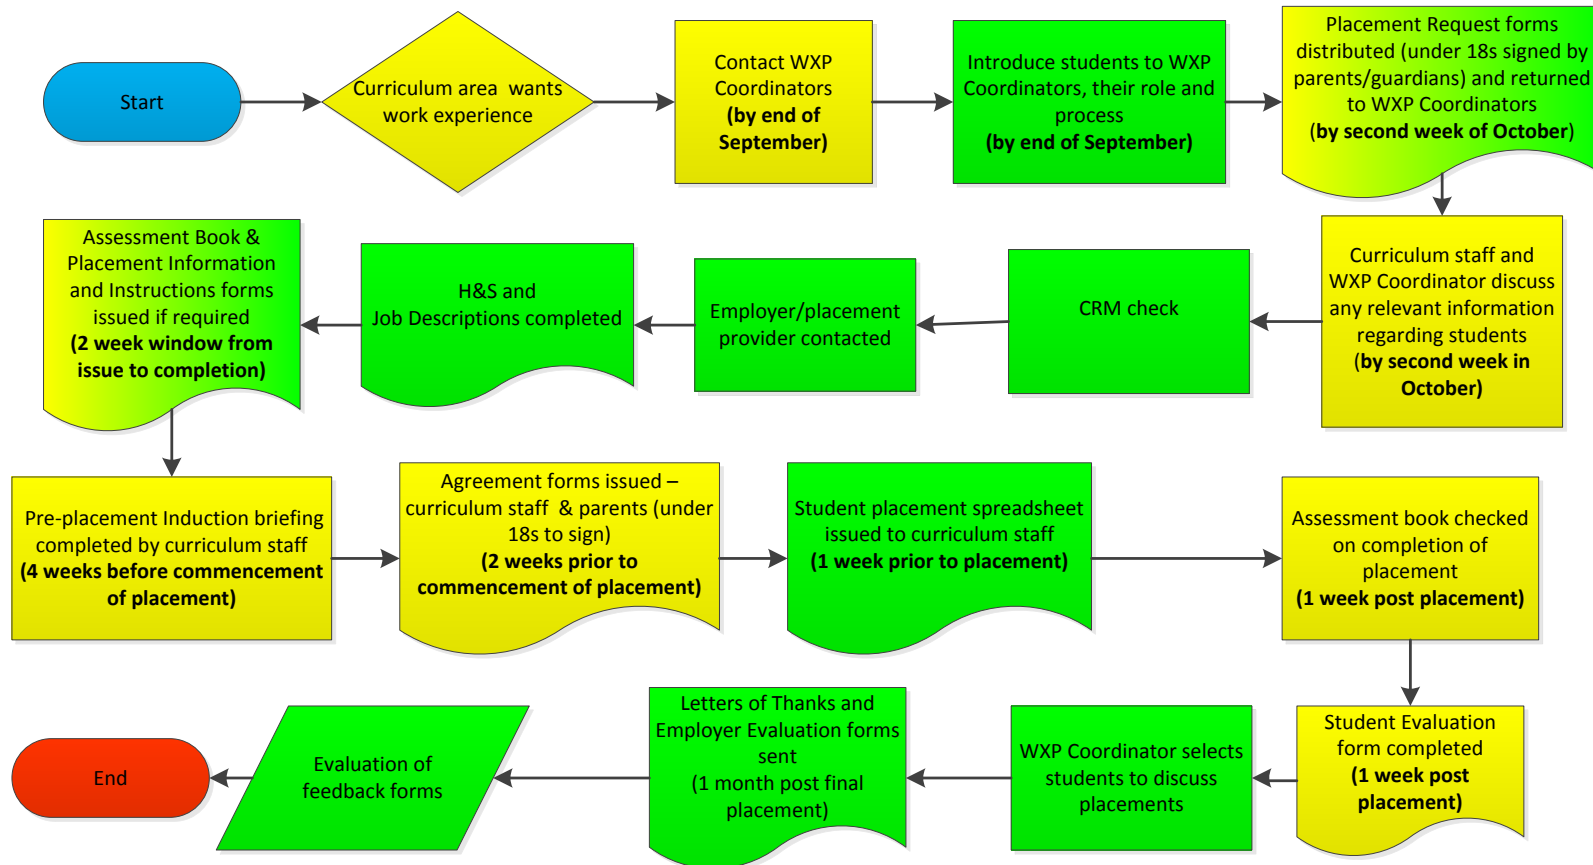 Start
Curriculum area  wants
work experience
Contact WXP
Coordinators
(by end of
September)
Introduce students to WXP
Coordinators, their role and
process
(by end of September)
Placement Request forms
distributed (under 18s signed by
parents/guardians) and returned
to WXP Coordinators
(by second week of October)
Curriculum staff and
WXP Coordinator discuss
any relevant information
regarding students
(by second week in
October)
CRM check
Employer/placement
provider contacted
H&S and
Job Descriptions completed
Assessment Book &
Placement Information
and Instructions forms
issued if required
(2 week window from
issue to completion)
Pre-placement Induction briefing
completed by curriculum staff
(4 weeks before commencement
of placement)
Agreement forms issued –
curriculum staff  & parents (under
18s to sign)
(2 weeks prior to
commencement of placement)
Student placement spreadsheet
issued to curriculum staff
(1 week prior to placement)
Assessment book checked
on completion of
placement
(1 week post placement)
Student Evaluation
form completed
(1 week post
placement)
WXP Coordinator selects
students to discuss
placements
Letters of Thanks and
Employer Evaluation forms
sent
(1 month post final
placement)
Evaluation of
feedback forms
End